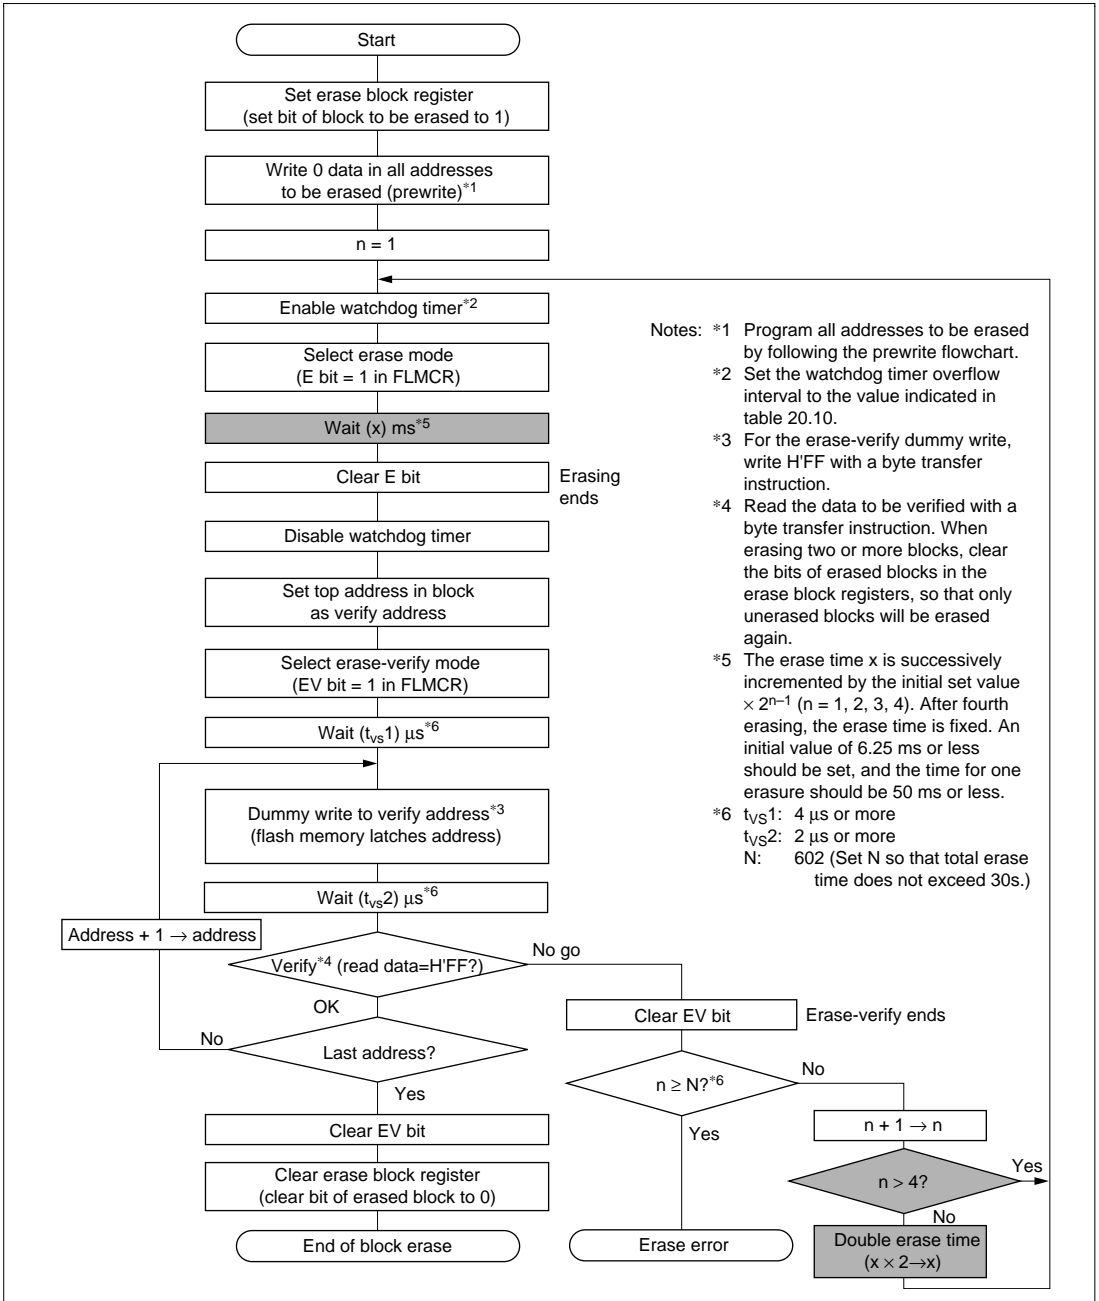 Start
Set erase block register
(set bit of block to be erased to 1)
Write 0 data in all addresses
to be erased (prewrite)*1
n = 1
Enable watchdog timer*2
Select erase mode
(E bit = 1 in FLMCR)
Wait (x) ms*5
Clear E bit
Erasing
ends
Disable watchdog timer
Set top address in block
as verify address
Select erase-verify mode
(EV bit = 1 in FLMCR)
Wait (tvs1) μs*6
Dummy write to verify address*3
(flash memory latches address)
Wait (tvs2) μs*6
Address + 1 → address
Verify*4 (read data=H'FF?)
No go
OK
Last address?
No
Yes
Clear EV bit
Clear erase block register
(clear bit of erased block to 0)
End of block erase
Clear EV bit
Erase-verify ends
n ≥ N?*6
No
Yes
Erase error
n + 1 → n
n > 4?
Yes
No
Double erase time
(x × 2→x)
Notes: *1 Program all addresses to be erased
by following the prewrite flowchart.
*2 Set the watchdog timer overflow
interval to the value indicated in
table 20.10.
*3 For the erase-verify dummy write,
write H'FF with a byte transfer
instruction.
*4 Read the data to be verified with a
byte transfer instruction. When
erasing two or more blocks, clear
the bits of erased blocks in the
erase block registers, so that only
unerased blocks will be erased
again.
*5 The erase time x is successively
incremented by the initial set value
× 2n–1 (n = 1, 2, 3, 4). After fourth
erasing, the erase time is fixed. An
initial value of 6.25 ms or less
should be set, and the time for one
erasure should be 50 ms or less.
*6 tVS1: 4 μs or more
tVS2: 2 μs or more
N: 602 (Set N so that total erase
time does not exceed 30s.)